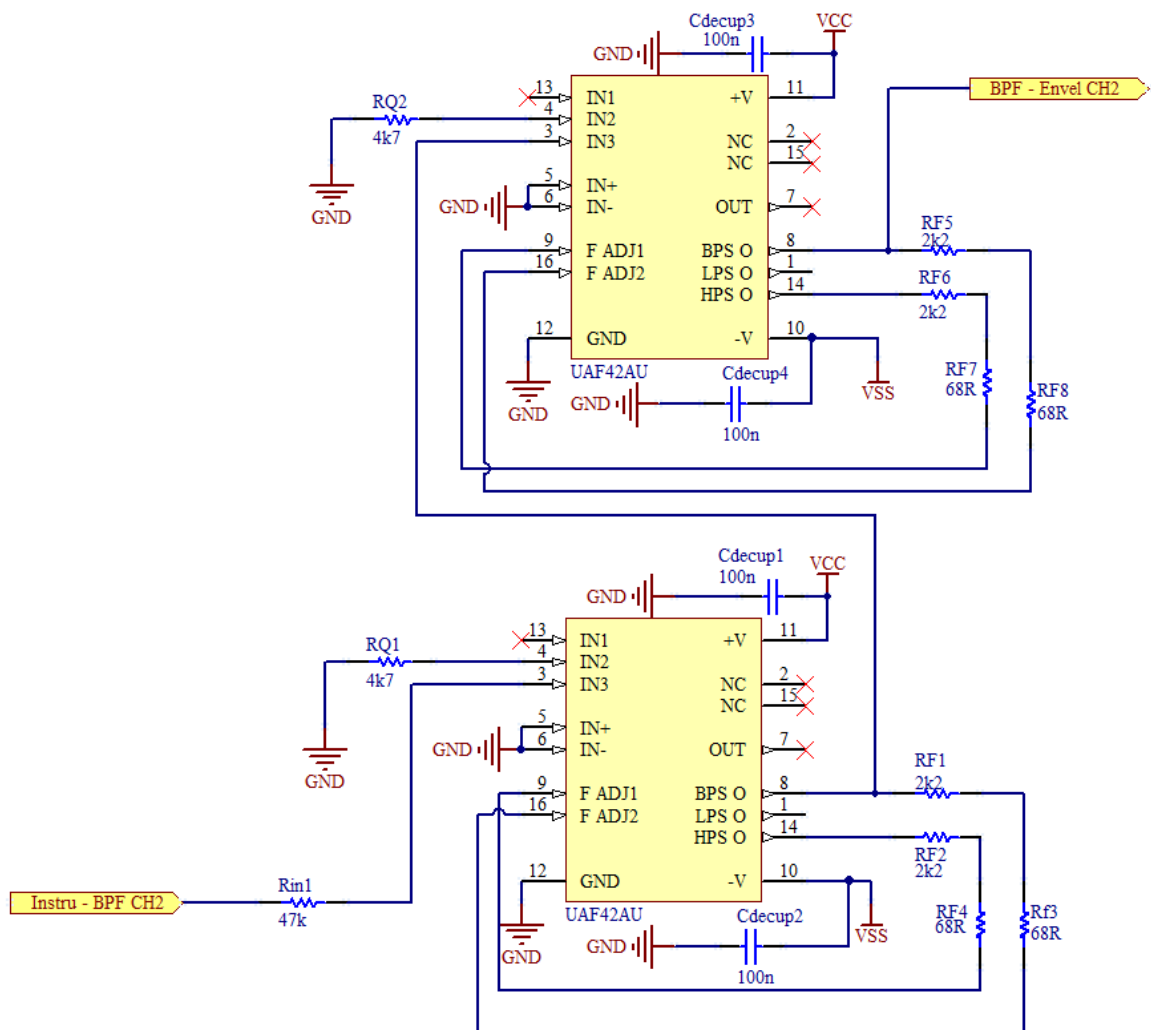 Cdecup3
VCC
100n
GND
13
IN1
+V
11
BPF - Envel CH2
RQ2
4
IN2
4k7
3
IN3
NC
2
NC
15
GND
5
IN+
GND
6
IN-
OUT
7
RF5
2k2
9
F ADJ1
BPS O
8
16
F ADJ2
LPS O
1
RF6
HPS O
14
2k2
12
GND
-V
10
RF7
68R
UAF42AU
Cdecup4
RF8
68R
VSS
GND
GND
100n
Cdecup1
VCC
100n
GND
13
IN1
+V
11
RQ1
4
IN2
4k7
3
IN3
NC
2
NC
15
5
IN+
GND
6
IN-
OUT
7
GND
RF1
2k2
9
F ADJ1
BPS O
8
16
F ADJ2
LPS O
1
HPS O
14
RF2
2k2
12
GND
-V
10
Rin1
Instru - BPF CH2
47k
UAF42AU
Cdecup2
RF4
68R
Rf3
68R
VSS
GND
GND
100n